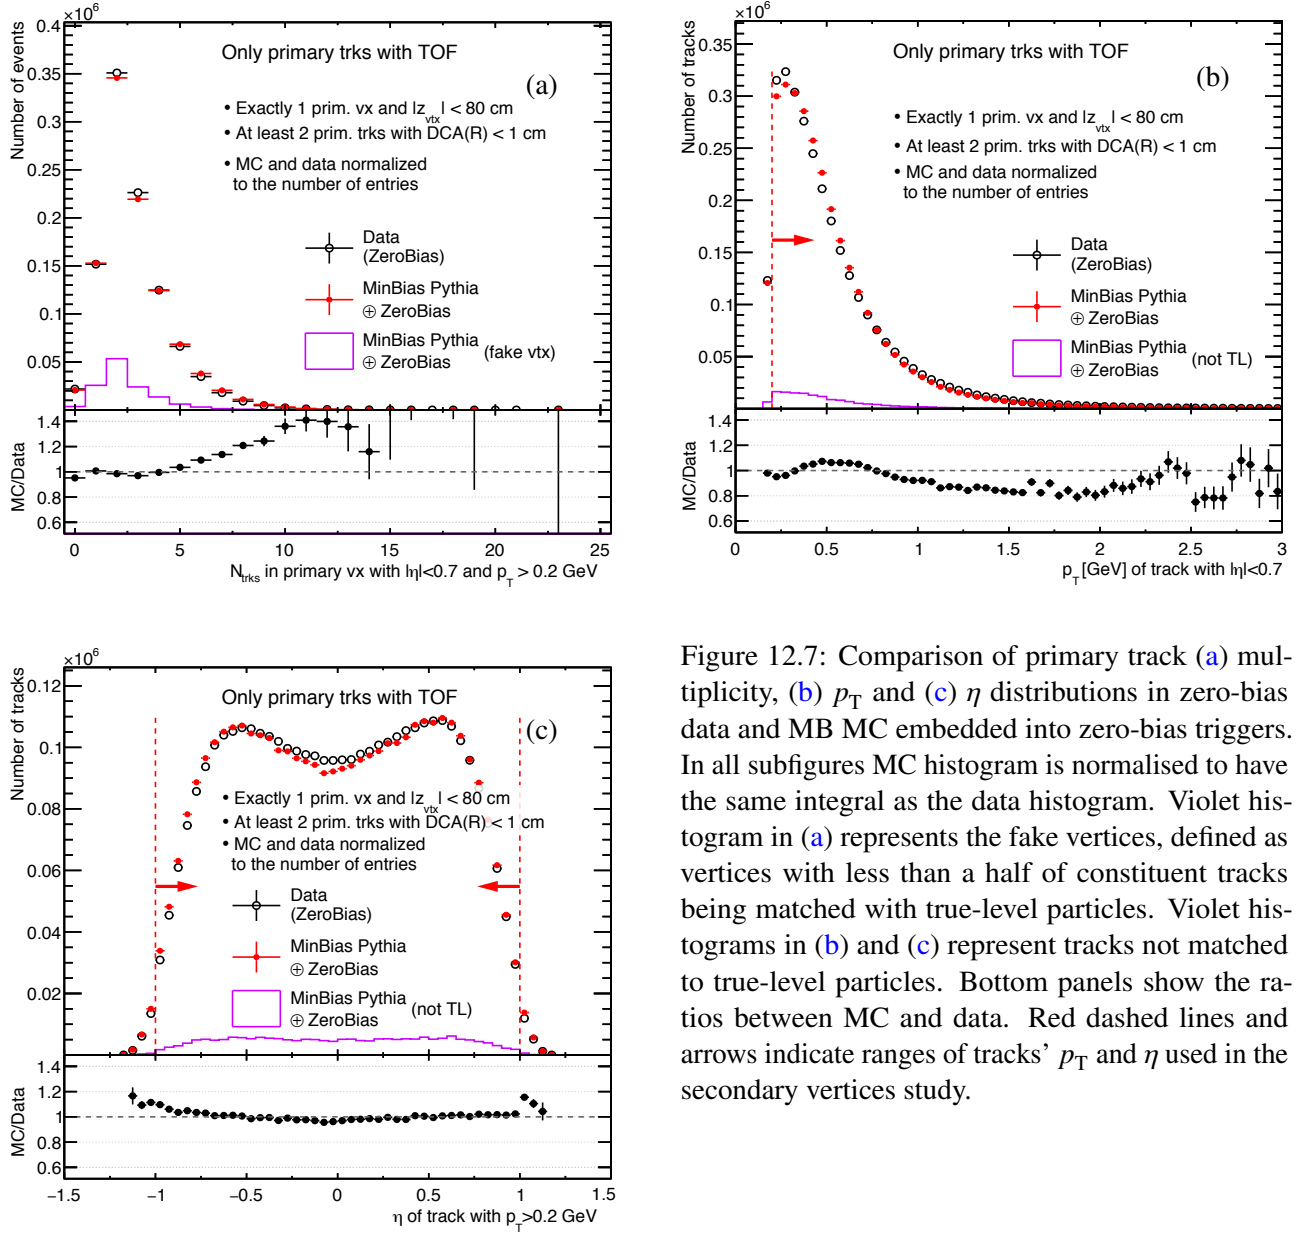 ×10⁶
0.4
0.35
0.3
0.25
0.2
0.15
0.1
0.05
Number of events
Only primary trks with TOF
(a)
• Exactly 1 prim. vx and |z_vtx| < 80 cm
• At least 2 prim. trks with DCA(R) < 1 cm
• MC and data normalized
to the number of entries
Data
(ZeroBias)
MinBias Pythia
⊕ ZeroBias
MinBias Pythia (fake vtx)
⊕ ZeroBias
1.4
1.2
1
0.8
0.6
MC/Data
0 5 10 15 20 25
N_trks in primary vx with |η|<0.7 and p_T > 0.2 GeV
×10⁶
0.35
0.3
0.25
0.2
0.15
0.1
0.05
Number of tracks
Only primary trks with TOF
(b)
• Exactly 1 prim. vx and |z_vtx| < 80 cm
• At least 2 prim. trks with DCA(R) < 1 cm
• MC and data normalized
to the number of entries
Data
(ZeroBias)
MinBias Pythia
⊕ ZeroBias
MinBias Pythia (not TL)
⊕ ZeroBias
1.4
1.2
1
0.8
0.6
MC/Data
0 0.5 1 1.5 2 2.5 3
p_T [GeV] of track with |η|<0.7
×10⁶
0.12
0.1
0.08
0.06
0.04
0.02
Number of tracks
Only primary trks with TOF
(c)
• Exactly 1 prim. vx and |z_vtx| < 80 cm
• At least 2 prim. trks with DCA(R) < 1 cm
• MC and data normalized
to the number of entries
Data
(ZeroBias)
MinBias Pythia
⊕ ZeroBias
MinBias Pythia (not TL)
⊕ ZeroBias
1.4
1.2
1
0.8
0.6
MC/Data
−1.5 −1 −0.5 0 0.5 1 1.5
η of track with p_T>0.2 GeV
Figure 12.7: Comparison of primary track (a) mul-
tiplicity, (b) p_T and (c) η distributions in zero-bias
data and MB MC embedded into zero-bias triggers.
In all subfigures MC histogram is normalised to have
the same integral as the data histogram. Violet his-
togram in (a) represents the fake vertices, defined as
vertices with less than a half of constituent tracks
being matched with true-level particles. Violet his-
tograms in (b) and (c) represent tracks not matched
to true-level particles. Bottom panels show the ra-
tios between MC and data. Red dashed lines and
arrows indicate ranges of tracks' p_T and η used in the
secondary vertices study.